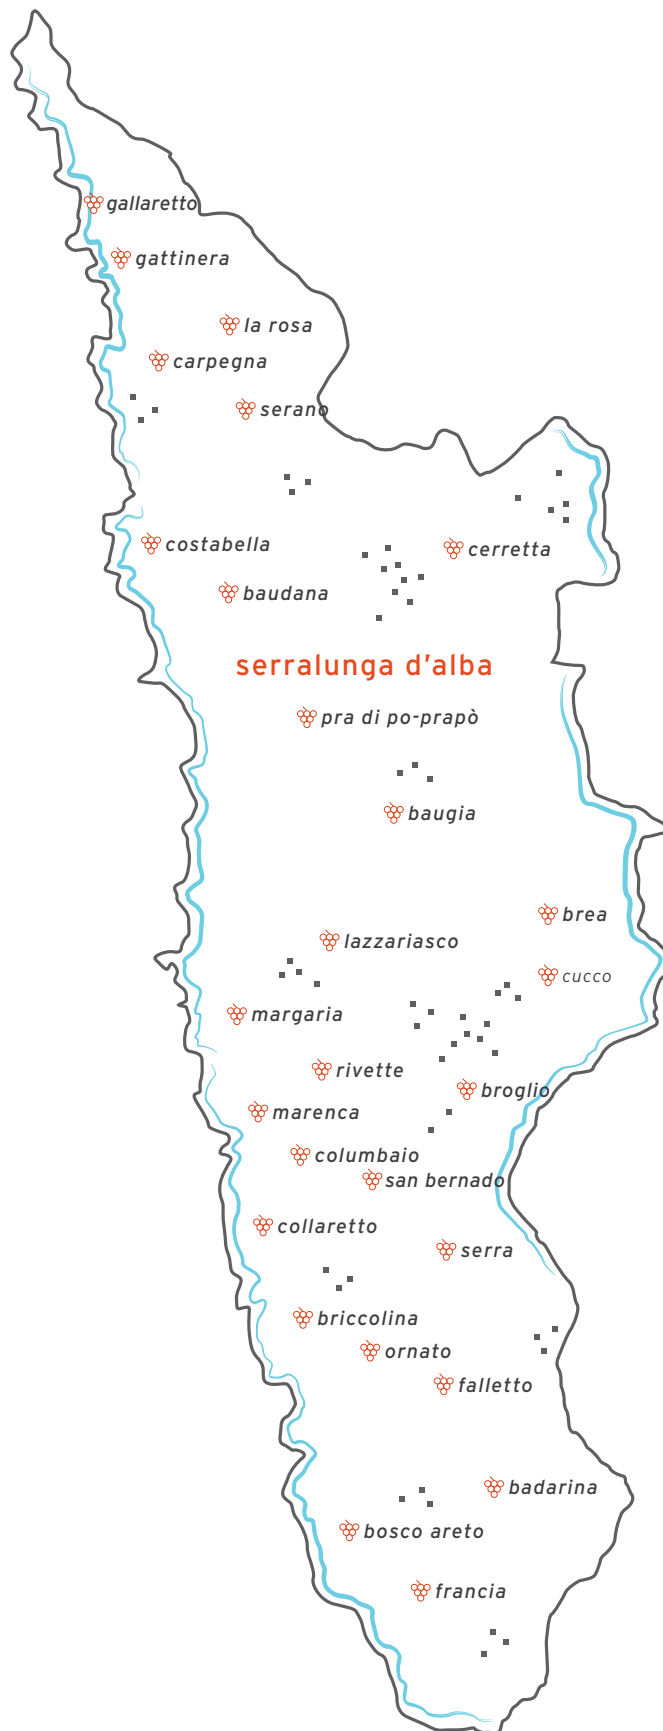 gallaretto
gattinera
la rosa
carpegna
serano
costabella
cerretta
baudana
serralunga d'alba
pra di po-prapò
baugia
brea
lazzariasco
cucco
margaria
rivette
broglio
marenca
columbaio
san bernado
collaretto
serra
briccolina
ornato
falletto
badarina
bosco areto
francia